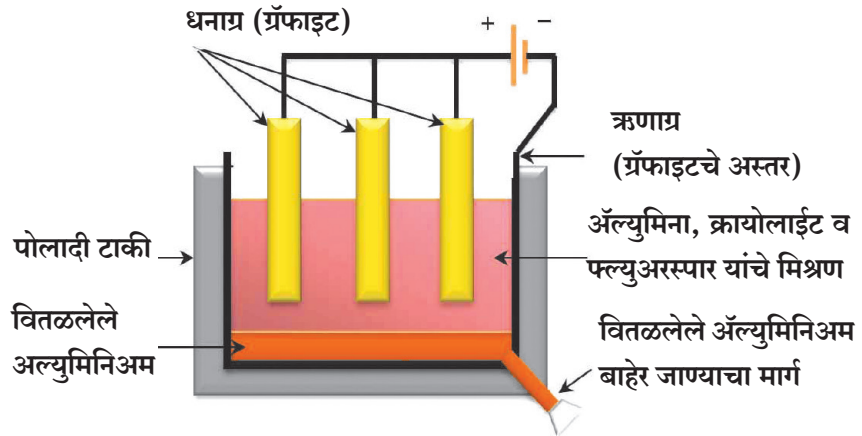 धनाग्र (ग्रॅफाइट)
+ −
ऋणाग्र
(ग्रॅफाइटचे अस्तर)
ॲल्युमिना, क्रायोलाईट व
फ्ल्युअरस्पार यांचे मिश्रण
पोलादी टाकी
वितळलेले
अल्युमिनिअम
वितळलेले ॲल्युमिनिअम
बाहेर जाण्याचा मार्ग